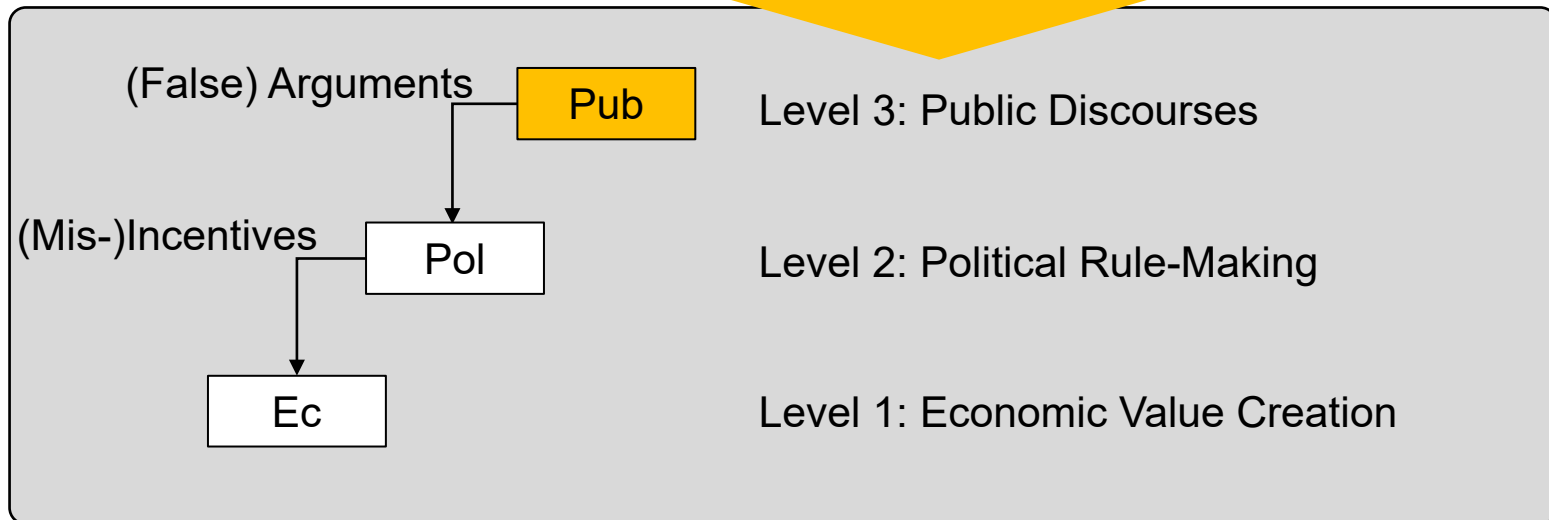 (False) Arguments
Pub
Level 3: Public Discourses
(Mis-)Incentives
Pol
Level 2: Political Rule-Making
Ec
Level 1: Economic Value Creation